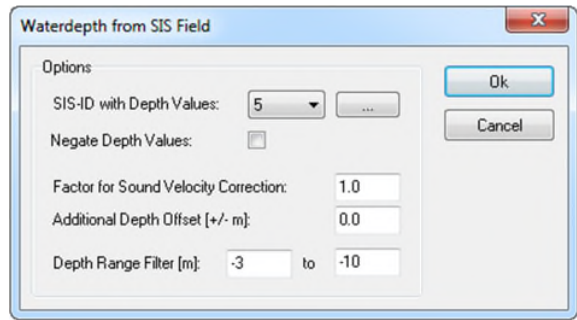 Waterdepth from SIS Field
Options
SIS-ID with Depth Values: 5 ...
Ok
Negate Depth Values:
Cancel
Factor for Sound Velocity Correction: 1.0
Additional Depth Offset [+/- m]: 0.0
Depth Range Filter [m]: -3 to -10